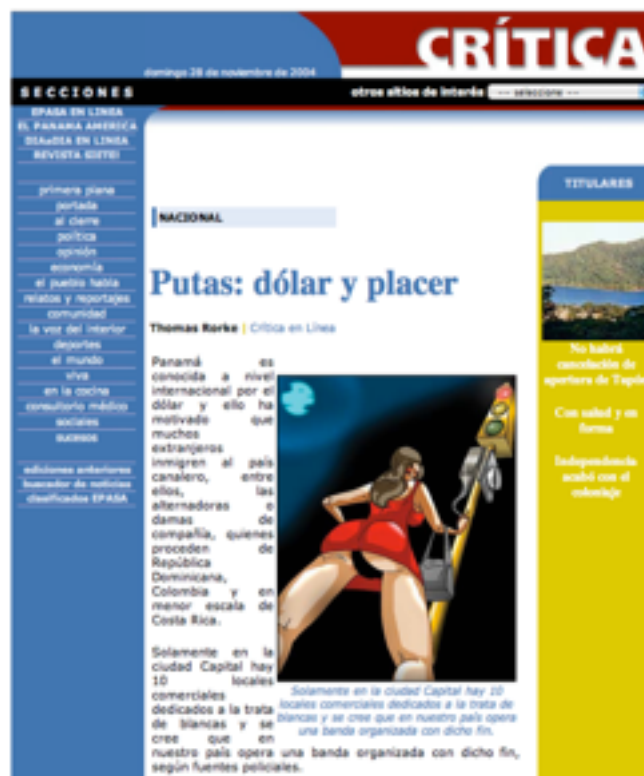 CRÍTICA
domingo 28 de noviembre de 2004
SECCIONES
otros sitios de interés
-- seleccione --
EPASA EN LINEA
EL PANAMA AMERICA
DIAaDIA EN LINEA
REVISTA SIETE!
primera plana
portada
al cierre
política
opinión
economía
el pueblo habla
relatos y reportajes
comunidad
la voz del interior
deportes
el mundo
viva
en la cocina
consultorio médico
sociales
sucesos
ediciones anteriores
buscador de noticias
clasificados EPASA
NACIONAL
Putas: dólar y placer
Thomas Rorke | Crítica en Línea
Panamá es
conocida a nivel
internacional por el
dólar y ello ha
motivado que
muchos
extranjeros
inmigren al país
canalero, entre
ellos, las
alternadoras o
damas de
compañía, quienes
proceden de
República
Dominicana,
Colombia y en
menor escala de
Costa Rica.
Solamente en la
ciudad Capital hay
10 locales
comerciales
dedicados a la trata
de blancas y se
cree que en
nuestro país opera una banda organizada con dicho fin,
según fuentes policiales.
Solamente en la ciudad Capital hay 10
locales comerciales dedicados a la trata de
blancas y se cree que en nuestro país opera
una banda organizada con dicho fin.
TITULARES
No habrá
cancelación de
apertura de
Con salud y en
forma
Independencia
acabó con el
coloniaje